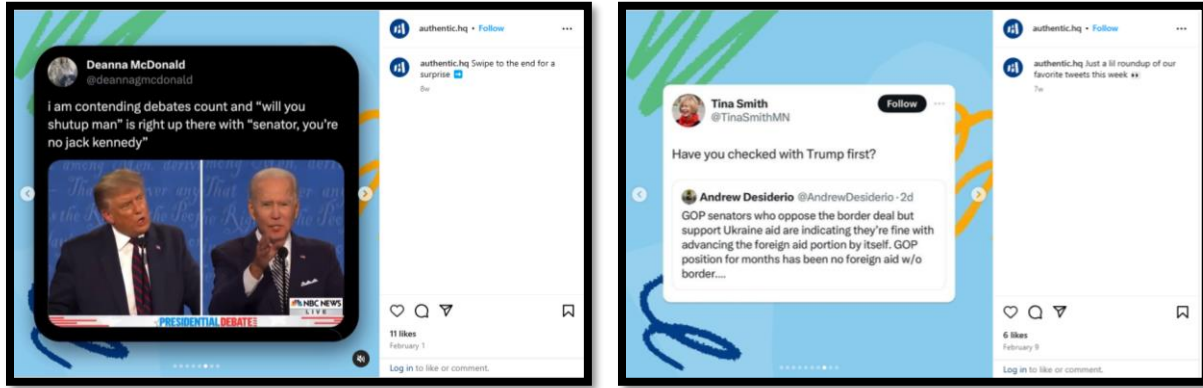 Deanna McDonald
@deannagmcdonald
i am contending debates count and “will you
shutup man” is right up there with “senator, you’re
no jack kennedy”
NBC NEWS
LIVE
PRESIDENTIAL DEBATE
authentic.hq • Follow
authentic.hq Swipe to the end for a
surprise ➡️
8w
11 likes
February 1
Log in to like or comment.
Tina Smith
@TinaSmithMN
Follow
Have you checked with Trump first?
Andrew Desiderio @AndrewDesiderio · 2d
GOP senators who oppose the border deal but
support Ukraine aid are indicating they’re fine with
advancing the foreign aid portion by itself. GOP
position for months has been no foreign aid w/o
border....
authentic.hq • Follow
authentic.hq Just a lil roundup of our
favorite tweets this week 👀
7w
6 likes
February 9
Log in to like or comment.